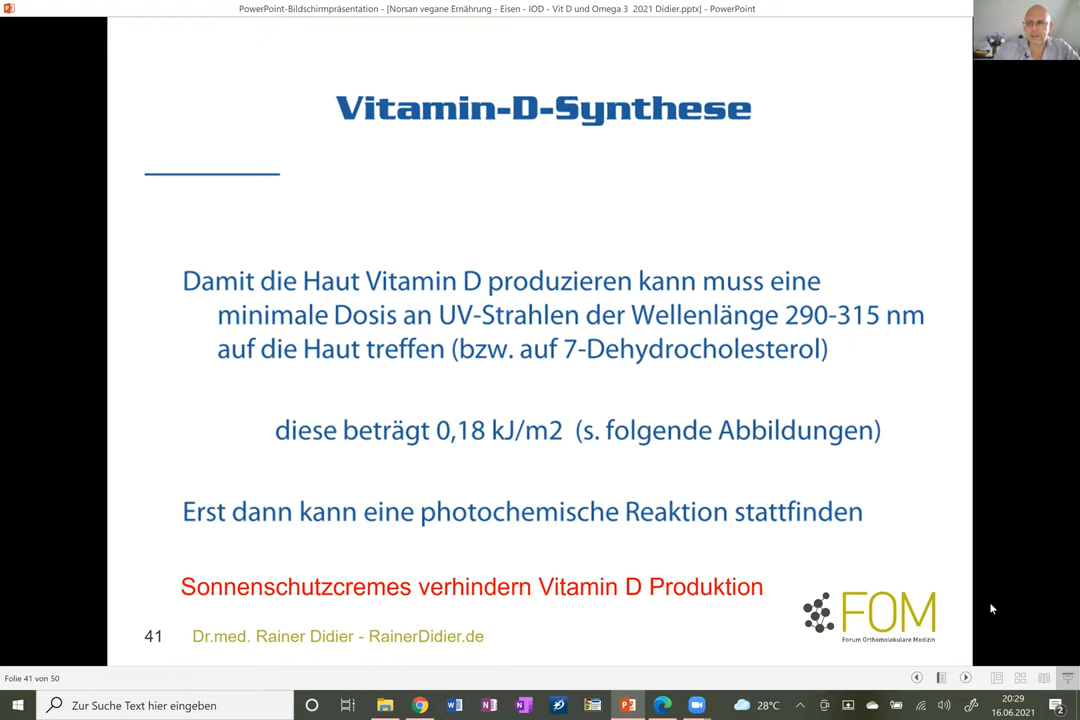 PowerPoint-Bildschirmpräsentation - [Norsan vegane Ernährung - Eisen - IOD - Vit D und Omega 3 2021 Didier.pptx] - PowerPoint
Vitamin-D-Synthese
Damit die Haut Vitamin D produzieren kann muss eine
minimale Dosis an UV-Strahlen der Wellenlänge 290-315 nm
auf die Haut treffen (bzw. auf 7-Dehydrocholesterol)
diese beträgt 0,18 kJ/m2 (s. folgende Abbildungen)
Erst dann kann eine photochemische Reaktion stattfinden
Sonnenschutzcremes verhindern Vitamin D Produktion
FOM
Forum Orthomolekulare Medizin
41 Dr.med. Rainer Didier - RainerDidier.de
Folie 41 von 50
Zur Suche Text hier eingeben
28°C
20:29
16.06.2021
2